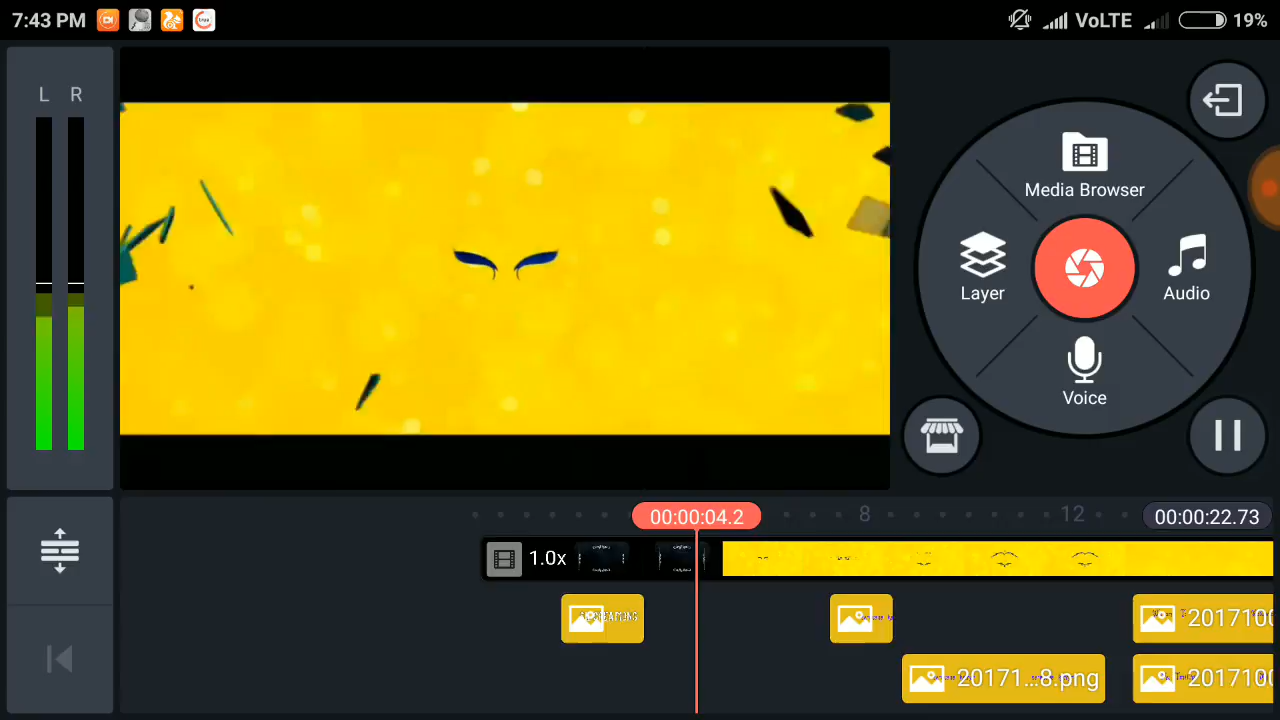 7:43 PM
VoLTE
19%
L R
Media Browser
Layer
Audio
Voice
00:00:04.2
8
12
00:00:22.73
1.0x
201710
20171...8.png
201710